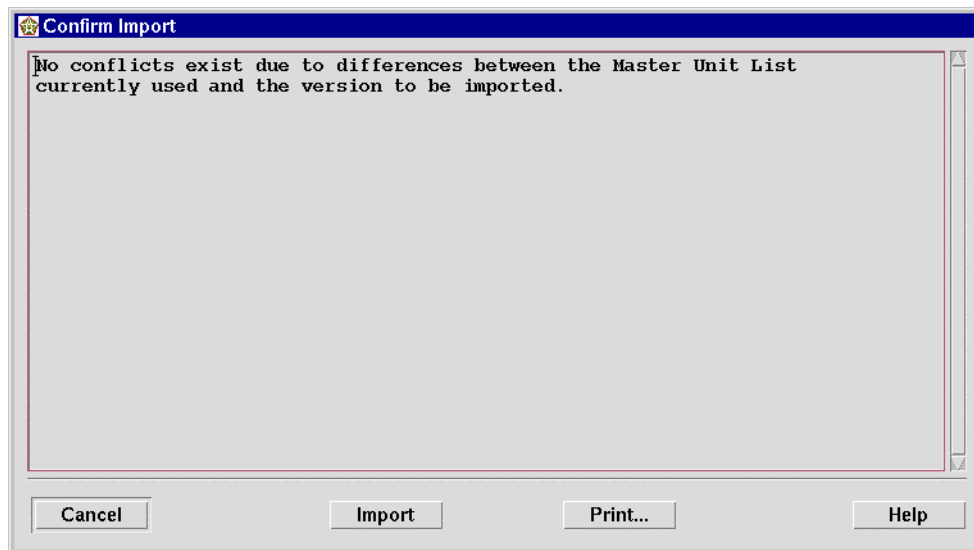 Confirm Import
No conflicts exist due to differences between the Master Unit List
currently used and the version to be imported.
Cancel Import Print... Help